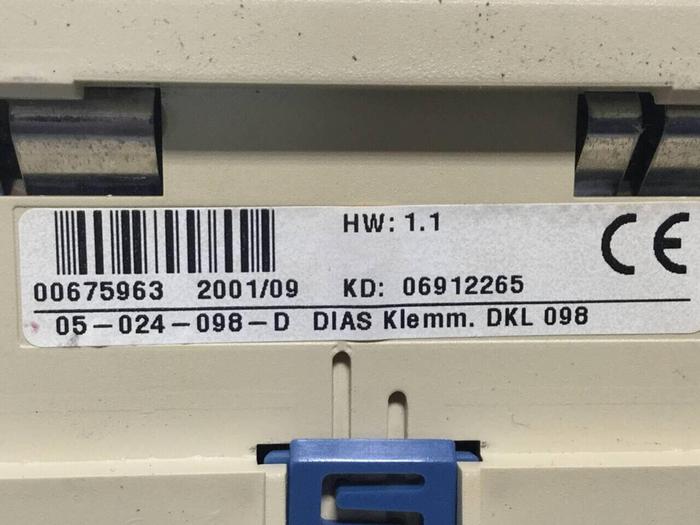 HW: 1.1
CE
00675963 2001/09 KD: 06912265
05-024-098-D DIAS Klemm. DKL 098